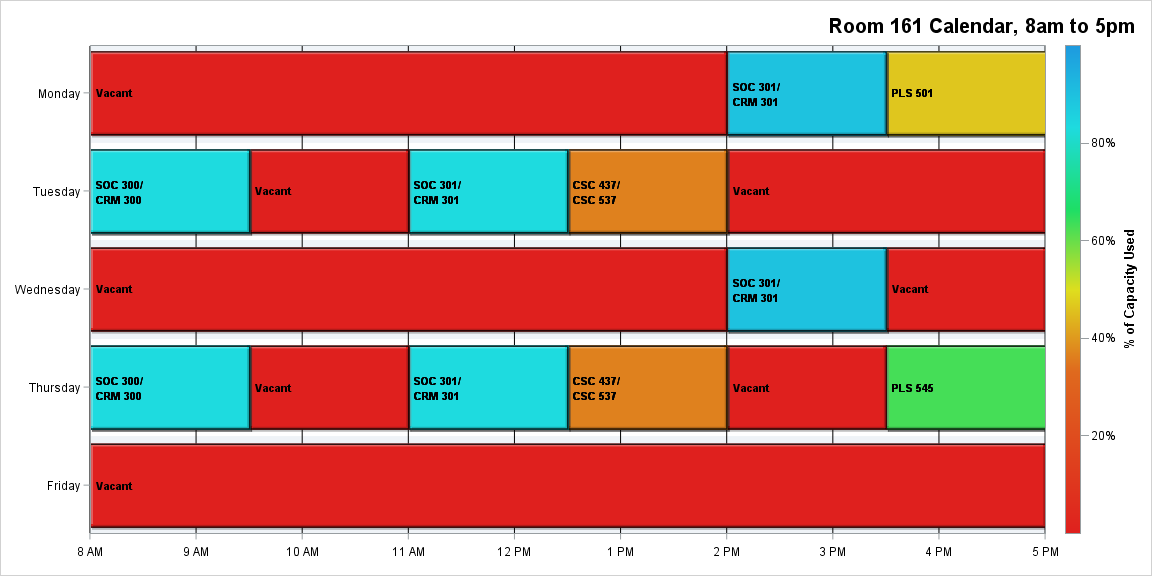 Room 161 Calendar, 8am to 5pm
Monday
Vacant
SOC 301/
CRM 301
PLS 501
Tuesday
SOC 300/
CRM 300
Vacant
SOC 301/
CRM 301
CSC 437/
CSC 537
Vacant
Wednesday
Vacant
SOC 301/
CRM 301
Vacant
Thursday
SOC 300/
CRM 300
Vacant
SOC 301/
CRM 301
CSC 437/
CSC 537
Vacant
PLS 545
Friday
Vacant
8 AM
9 AM
10 AM
11 AM
12 PM
1 PM
2 PM
3 PM
4 PM
5 PM
80%
60%
40%
20%
% of Capacity Used